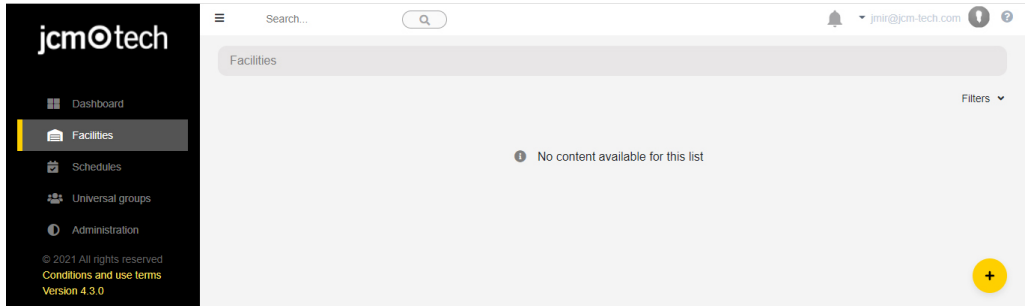 jcm tech
Search...
jmir@jcm-tech.com
Facilities
Filters
No content available for this list
Dashboard
Facilities
Schedules
Universal groups
Administration
© 2021 All rights reserved
Conditions and use terms
Version 4.3.0